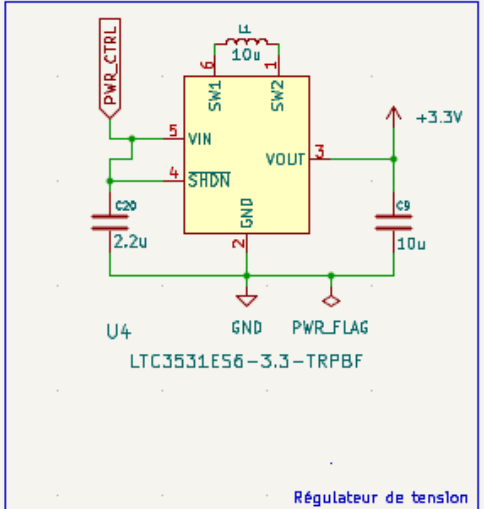 PWR_CTRL
L1
10u
6
1
SW1
SW2
5
VIN
VOUT
3
+3.3V
4
SHDN
C20
2.2u
GND
2
C9
10u
U4
GND
PWR_FLAG
LTC3531ES6-3.3-TRPBF
Régulateur de tension